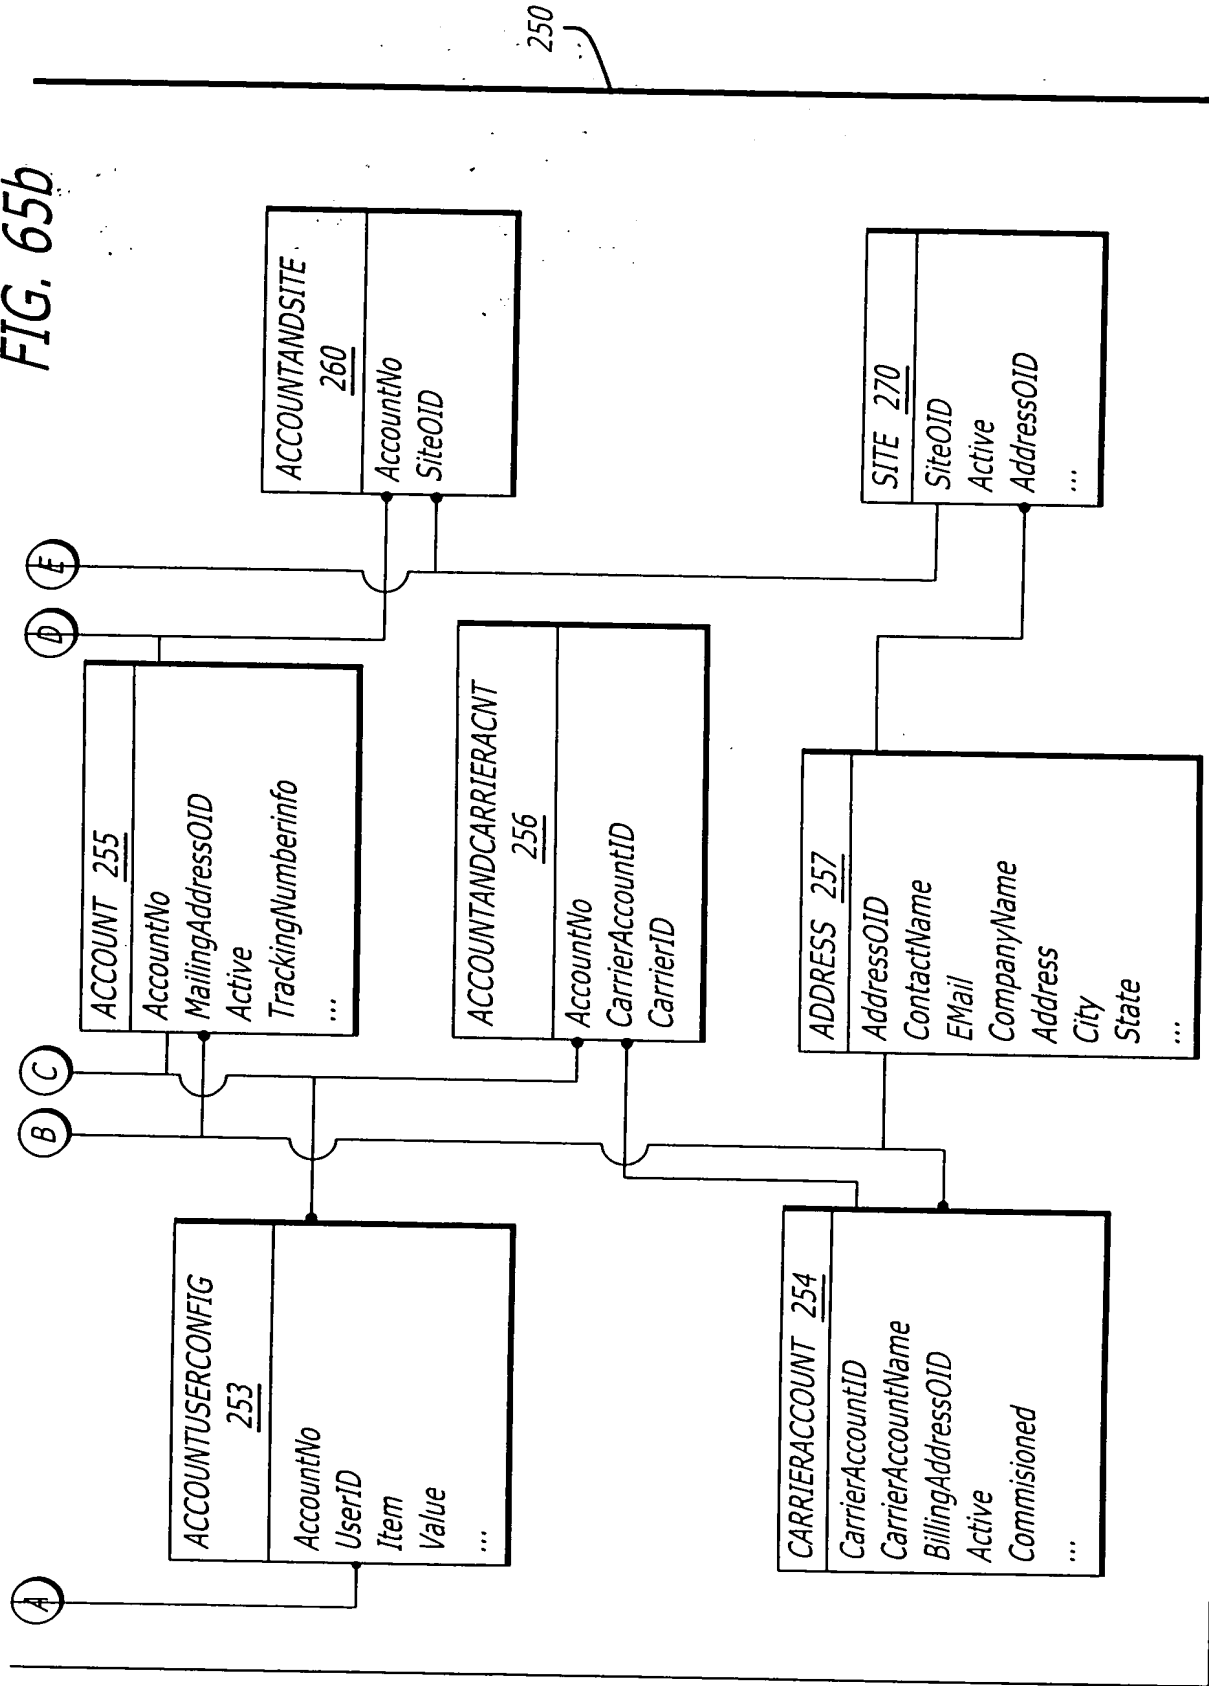 FIG. 65b
250
A
B
C
D
E
ACCOUNTUSERCONFIG
253
AccountNo
UserID
Item
Value
...
ACCOUNT 255
AccountNo
MailingAddressOID
Active
TrackingNumberinfo
...
ACCOUNTANDSITE
260
AccountNo
SiteOID
ACCOUNTANDCARRIERACNT
256
AccountNo
CarrierAccountID
CarrierID
CARRIERACCOUNT 254
CarrierAccountID
CarrierAccountName
BillingAddressOID
Active
Commisioned
...
ADDRESS 257
AddressOID
ContactName
EMail
CompanyName
Address
City
State
...
SITE 270
SiteOID
Active
AddressOID
...